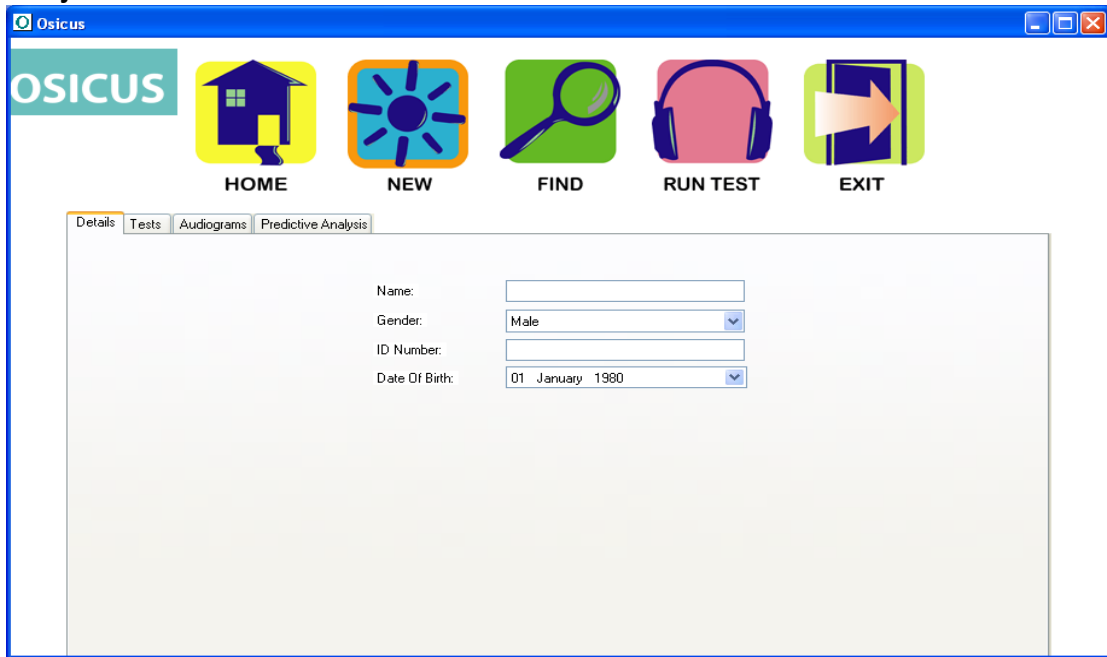 Osicus
OSICUS
HOME NEW FIND RUN TEST EXIT
Details Tests Audiograms Predictive Analysis
Name:
Gender: Male
ID Number:
Date Of Birth: 01 January 1980